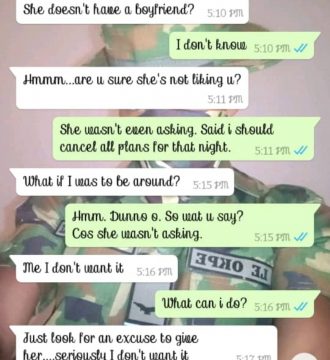 She doesn't have a boyfriend?
5:10 PM
I don't know 5:10 PM
Hmmm...are u sure she's not liking u?
5:11 PM
She wasn't even asking. Said i should
cancel all plans for that night. 5:11 PM
What if I was to be around? 5:15 PM
Hmm. Dunno o. So wat u say?
Cos she wasn't asking. 5:15 PM
Me I don't want it 5:16 PM
LE OKPE
What can i do? 5:16 PM
Just look for an excuse to give
her....seriously I don't want it 5:17 PM